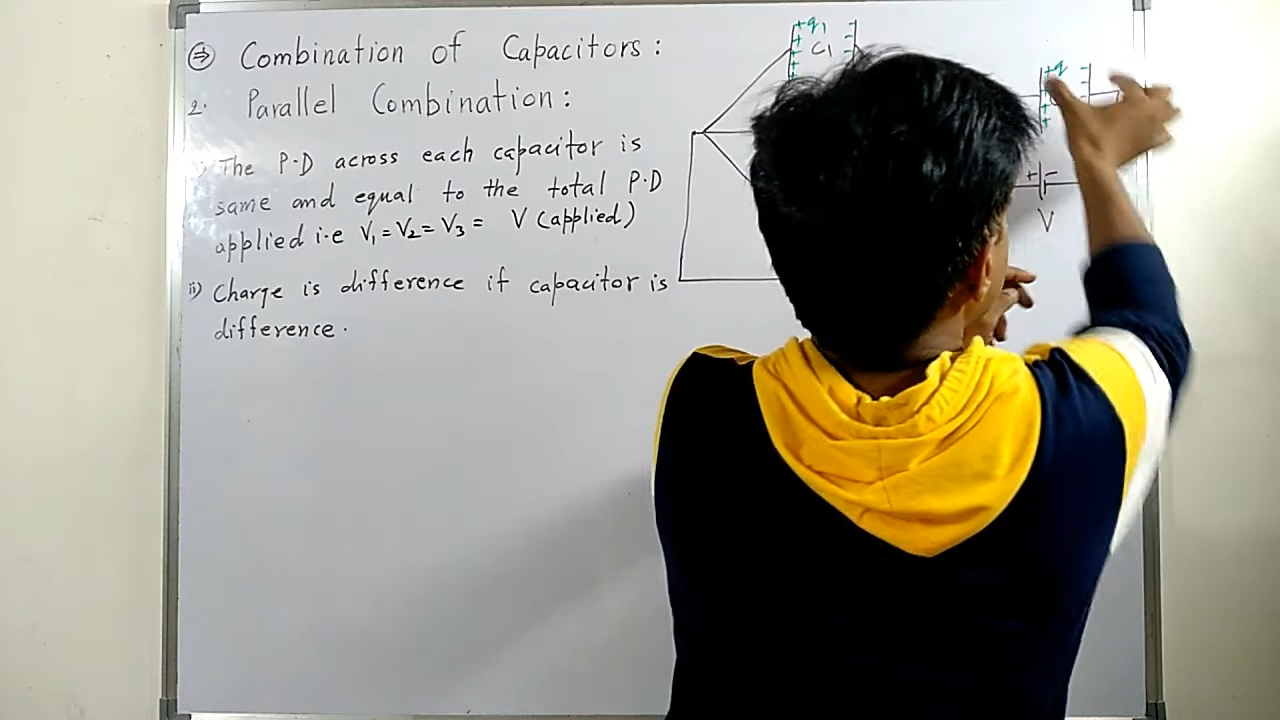 ⇒ Combination of Capacitors:
2. Parallel Combination:
i) The P.D across each capacitor is
same and equal to the total P.D
applied i.e V₁ = V₂ = V₃ = V (applied)
ii) Charge is difference if capacitor is
difference.
+q₁
C₁
+q
+ -
V